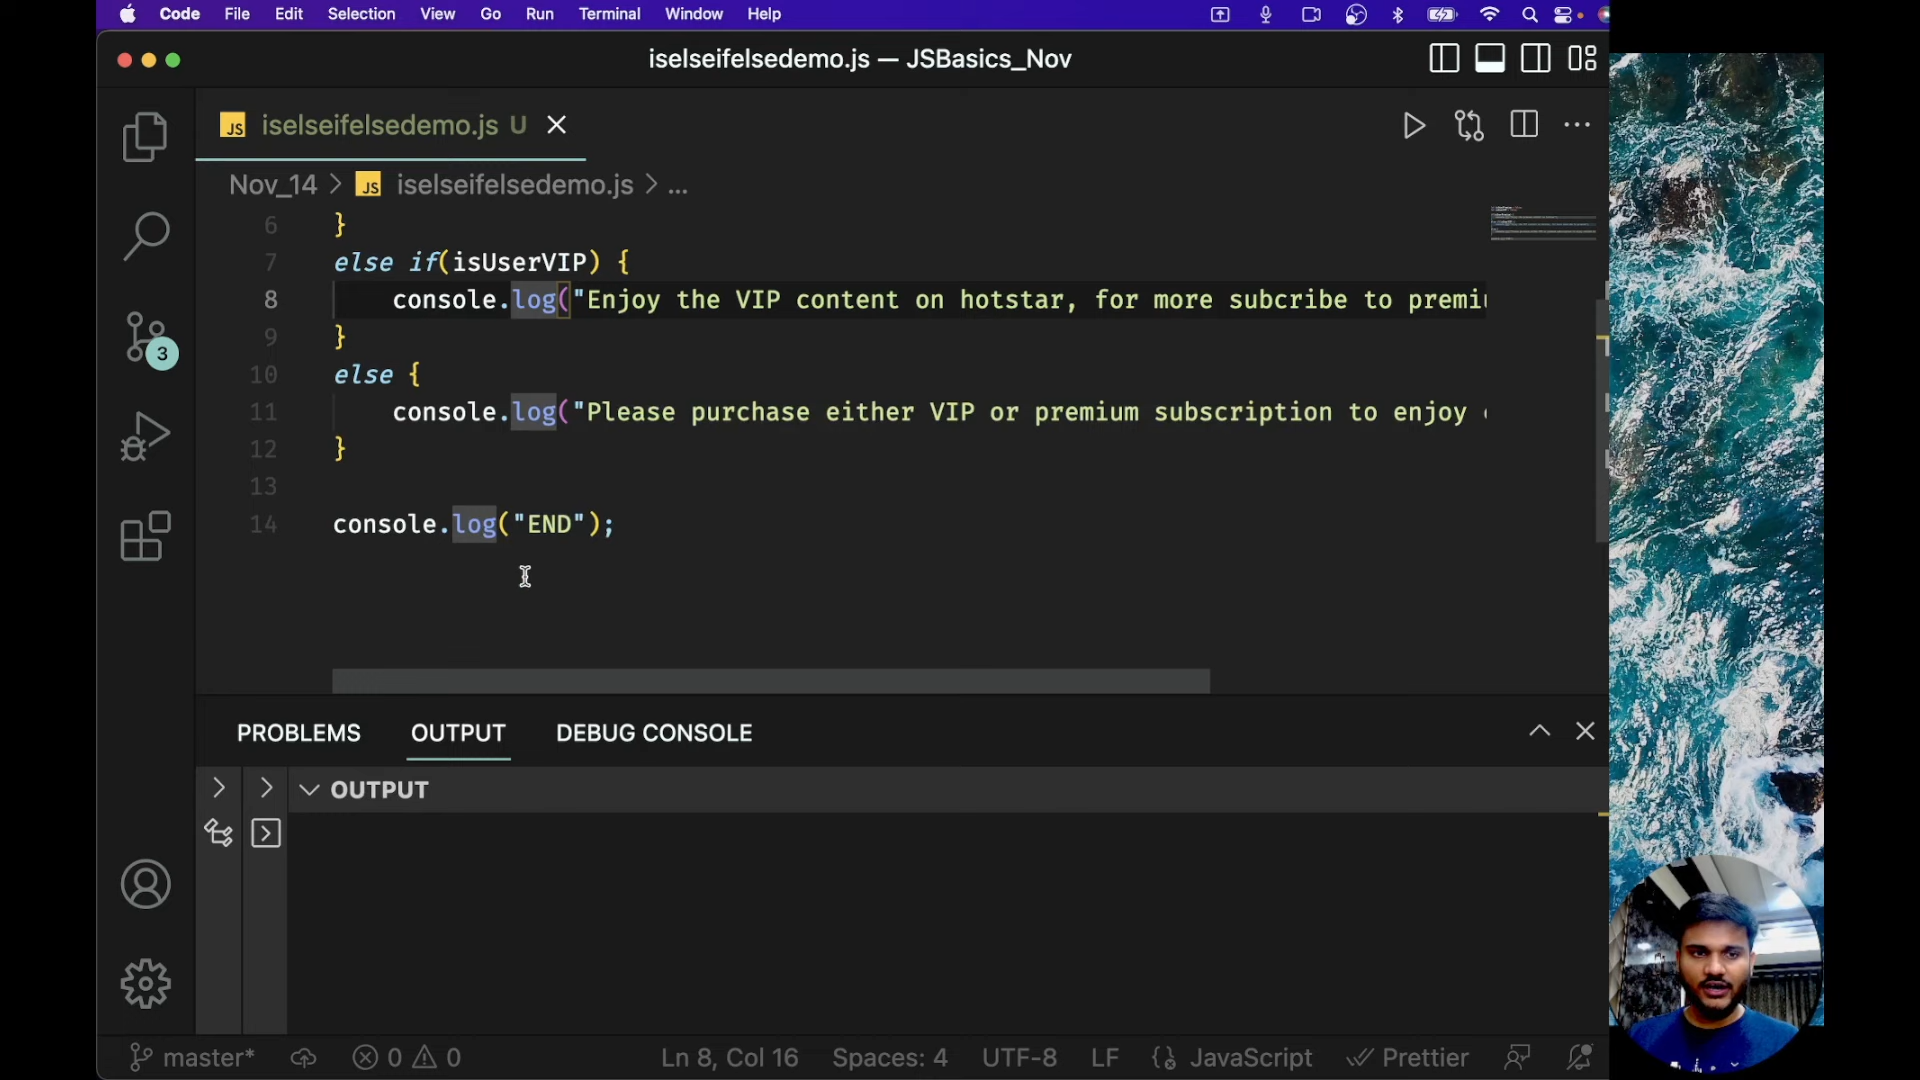 Code File Edit Selection View Go Run Terminal Window Help
iselseifelsedemo.js — JSBasics_Nov
JS iselseifelsedemo.js U
Nov_14 > JS iselseifelsedemo.js > ...
6 }
7 else if(isUserVIP) {
8 console.log("Enjoy the VIP content on hotstar, for more subcribe to premiu
9 }
10 else {
11 console.log("Please purchase either VIP or premium subscription to enjoy
12 }
13
14 console.log("END");
3
PROBLEMS OUTPUT DEBUG CONSOLE
OUTPUT
master* 0 0 Ln 8, Col 16 Spaces: 4 UTF-8 LF {} JavaScript Prettier